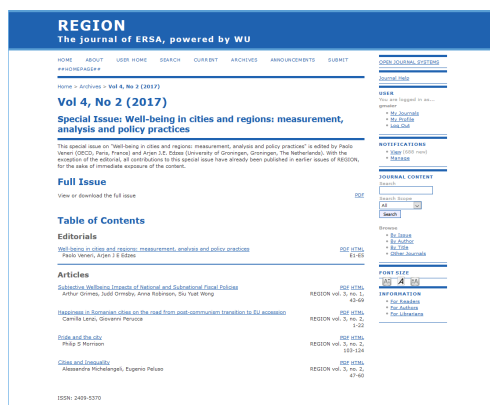 REGION
The journal of ERSA, powered by WU
HOME ABOUT USER HOME SEARCH CURRENT ARCHIVES ANNOUNCEMENTS SUBMIT
##HOMEPAGE##
Home > Archives > Vol 4, No 2 (2017)
Vol 4, No 2 (2017)
Special Issue: Well-being in cities and regions: measurement,
analysis and policy practices
This special issue on "Well-being in cities and regions: measurement, analysis and policy practices" is edited by Paolo
Veneri (OECD, Paris, France) and Arjen J.E. Edzes (University of Groningen, Groningen, The Netherlands). With the
exception of the editorial, all contributions to this special issue have already been published in earlier issues of REGION,
for the sake of immediate exposure of the content.
Full Issue
View or download the full issue PDF
Table of Contents
Editorials
Well-being in cities and regions: measurement, analysis and policy practices PDF HTML
Paolo Veneri, Arjen J E Edzes E1-E5
Articles
Subjective Wellbeing Impacts of National and Subnational Fiscal Policies PDF HTML
Arthur Grimes, Judd Ormsby, Anna Robinson, Siu Yuat Wong REGION vol. 3, no. 1,
43-69
Happiness in Romanian cities on the road from post-communism transition to EU accession PDF HTML
Camilla Lenzi, Giovanni Perucca REGION vol. 3, no. 2,
1-22
Pride and the city PDF HTML
Philip S Morrison REGION vol. 3, no. 2,
103-124
Cities and Inequality PDF HTML
Alessandra Michelangeli, Eugenio Peluso REGION vol. 3, no. 2,
47-60
ISSN: 2409-5370
OPEN JOURNAL SYSTEMS
Journal Help
USER
You are logged in as...
My Journals
My Profile
Log Out
NOTIFICATIONS
View (686 new)
Manage
JOURNAL CONTENT
Search
Search Scope
All
Search
Browse
By Issue
By Author
By Title
Other Journals
FONT SIZE
A A A
INFORMATION
For Readers
For Authors
For Librarians